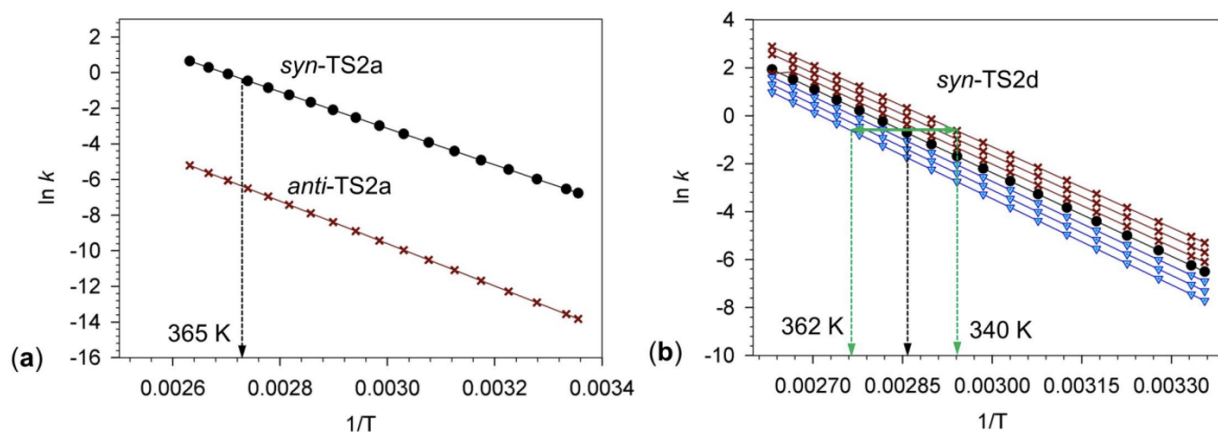 2
0
-2
-4
-6
-8
-10
-12
-14
-16
ln k
syn-TS2a
anti-TS2a
365 K
(a)
0.0026
0.0028
0.0030
0.0032
0.0034
1/T
4
2
0
-2
-4
-6
-8
-10
ln k
syn-TS2d
362 K
340 K
(b)
0.00270
0.00285
0.00300
0.00315
0.00330
1/T